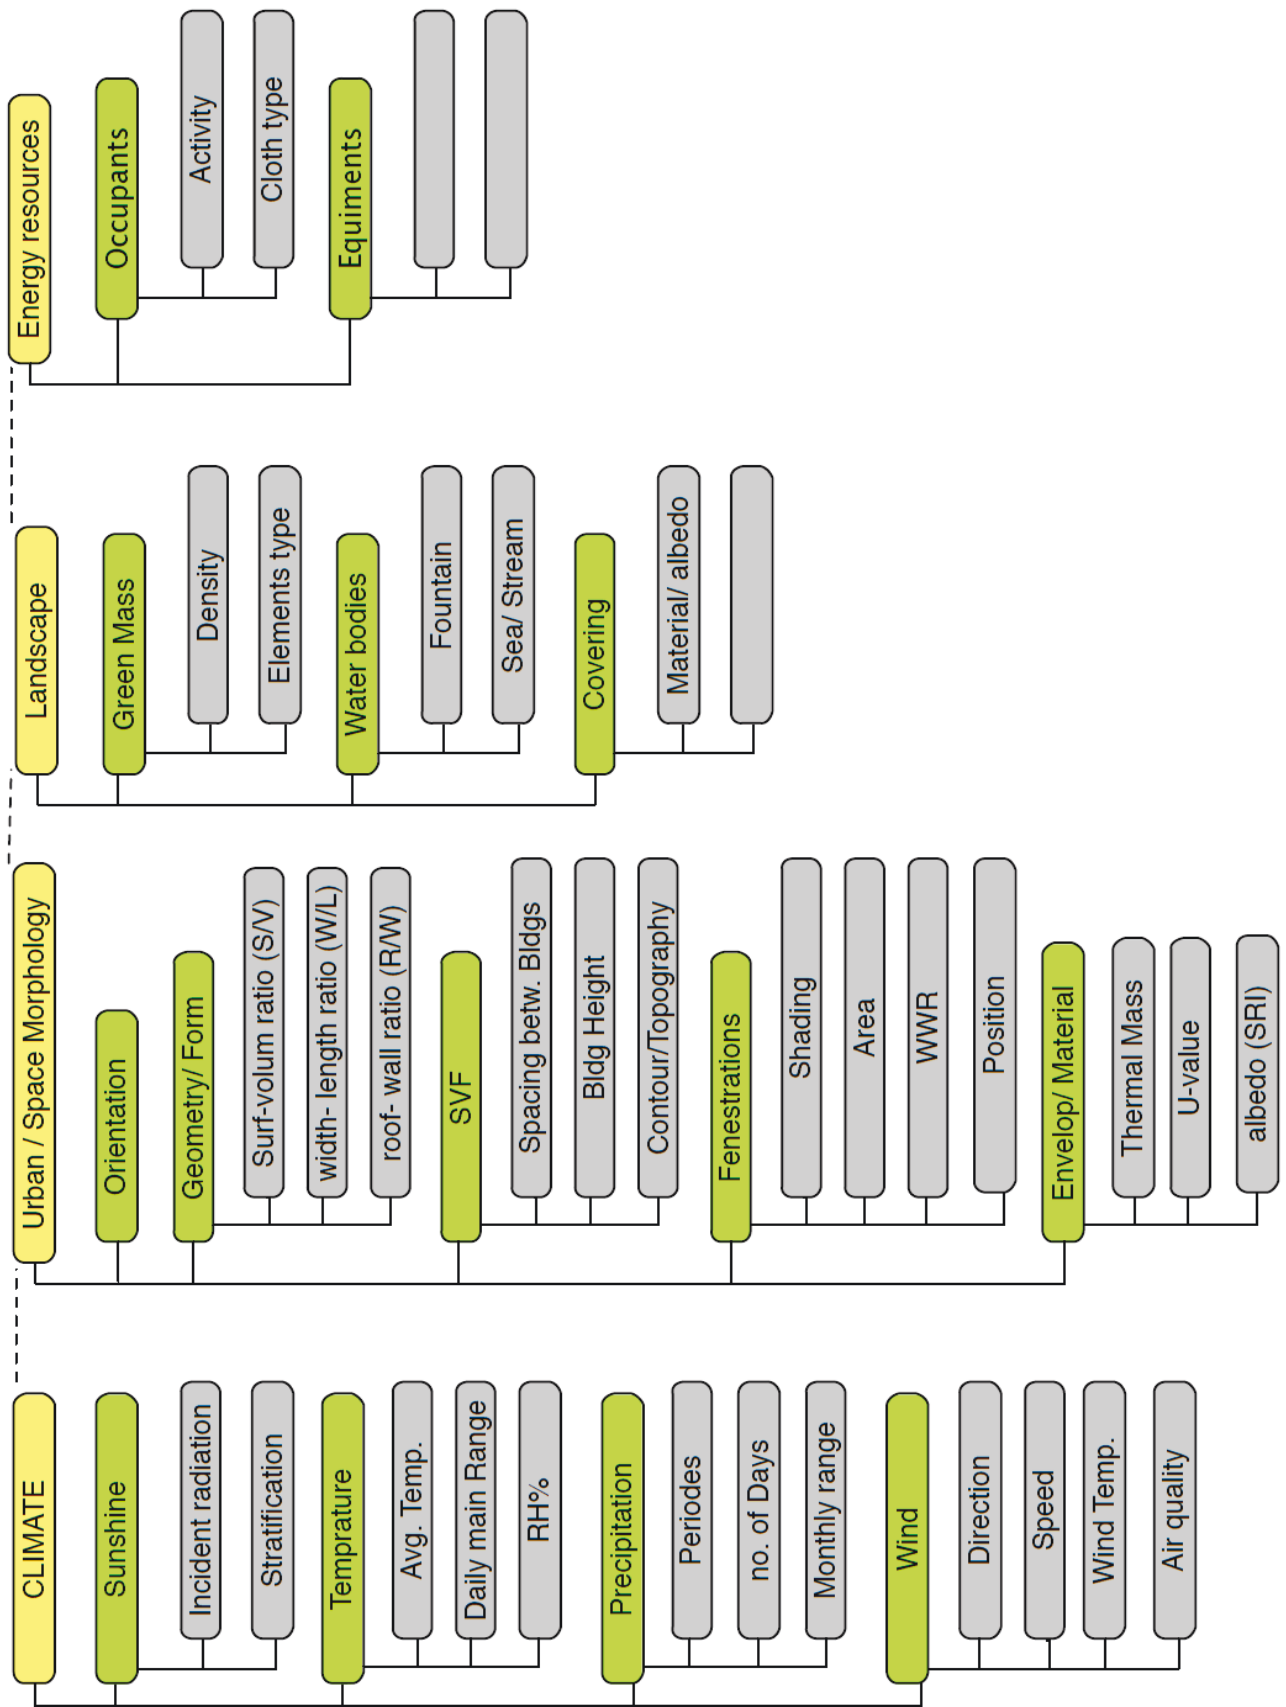 CLIMATE
Sunshine
Incident radiation
Stratification
Temprature
Avg. Temp.
Daily main Range
RH%
Precipitation
Periodes
no. of Days
Monthly range
Wind
Direction
Speed
Wind Temp.
Air quality
Urban / Space Morphology
Orientation
Geometry/ Form
Surf-volum ratio (S/V)
width- length ratio (W/L)
roof- wall ratio (R/W)
SVF
Spacing betw. Bldgs
Bldg Height
Contour/Topography
Fenestrations
Shading
Area
WWR
Position
Envelop/ Material
Thermal Mass
U-value
albedo (SRI)
Landscape
Green Mass
Density
Elements type
Water bodies
Fountain
Sea/ Stream
Covering
Material/ albedo
Energy resources
Occupants
Activity
Cloth type
Equiments